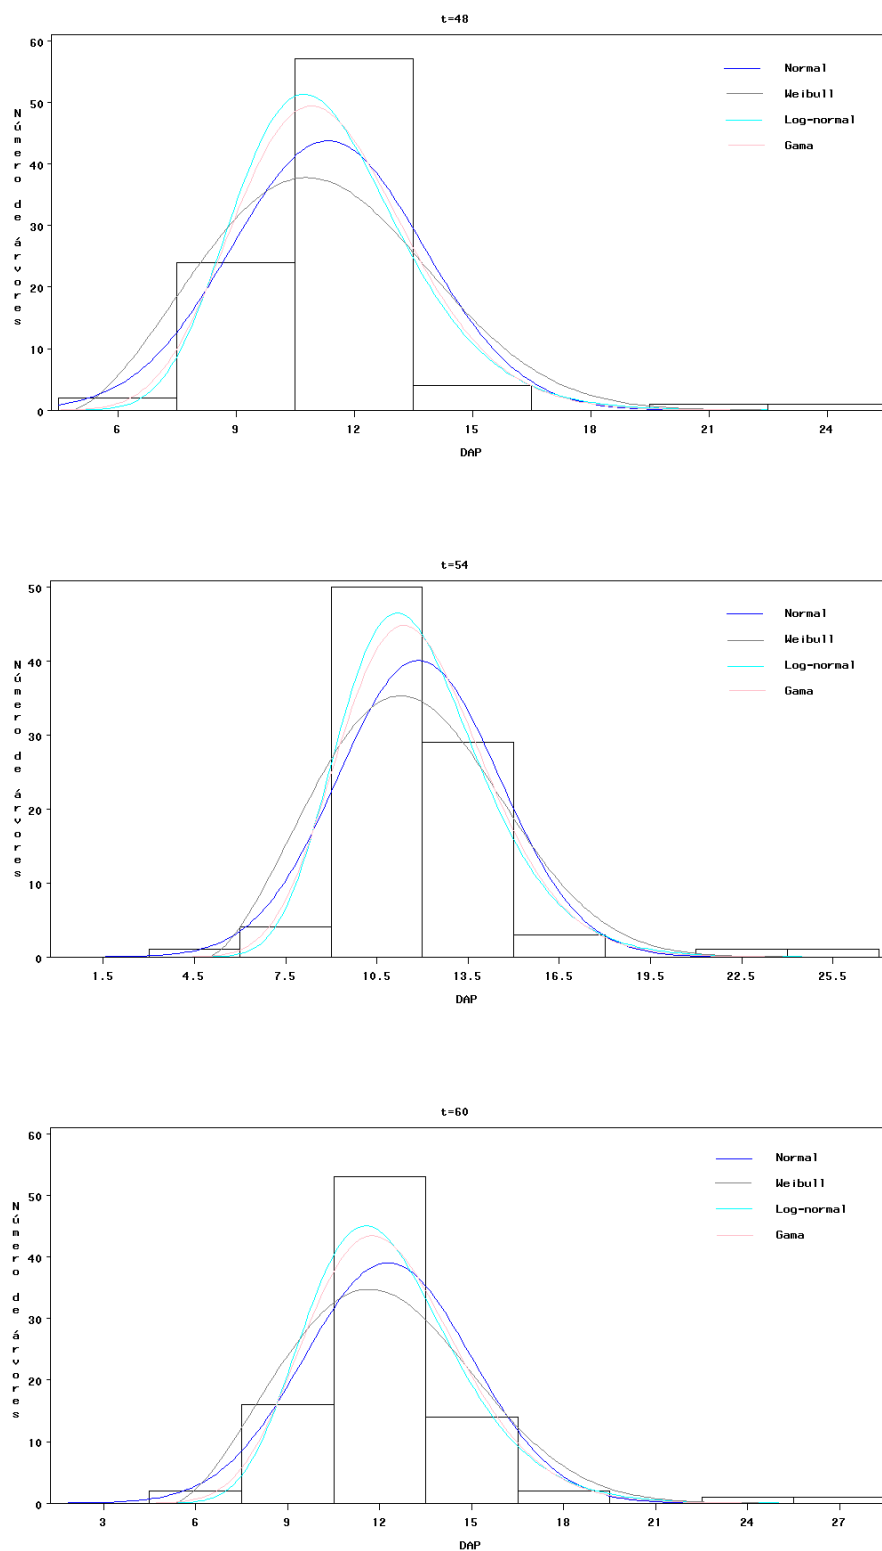 t=48
60
50
40
30
20
10
0
Número de árvores
Normal
Weibull
Log-normal
Gama
6 9 12 15 18 21 24
DAP
t=54
50
40
30
20
10
0
Número de árvores
Normal
Weibull
Log-normal
Gama
1.5 4.5 7.5 10.5 13.5 16.5 19.5 22.5 25.5
DAP
t=60
60
50
40
30
20
10
0
Número de árvores
Normal
Weibull
Log-normal
Gama
3 6 9 12 15 18 21 24 27
DAP